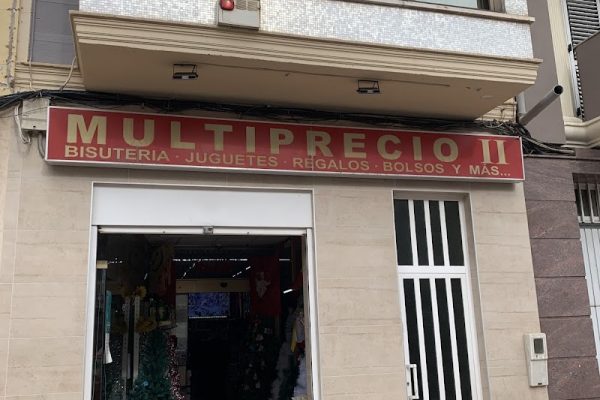 MULTIPRECIO II
BISUTERIA · JUGUETES · REGALOS · BOLSOS Y MÁS...